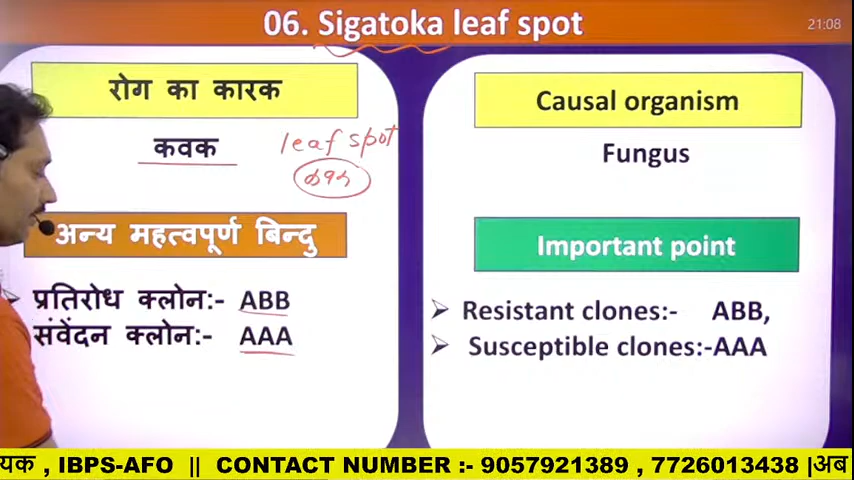 06. Sigatoka leaf spot
21:08
रोग का कारक
कवक
leaf spot
कवक
अन्य महत्वपूर्ण बिन्दु
प्रतिरोध क्लोन:- ABB
संवेंदन क्लोन:- AAA
Causal organism
Fungus
Important point
Resistant clones:- ABB,
Susceptible clones:-AAA
यक , IBPS-AFO || CONTACT NUMBER :- 9057921389 , 7726013438 |अब